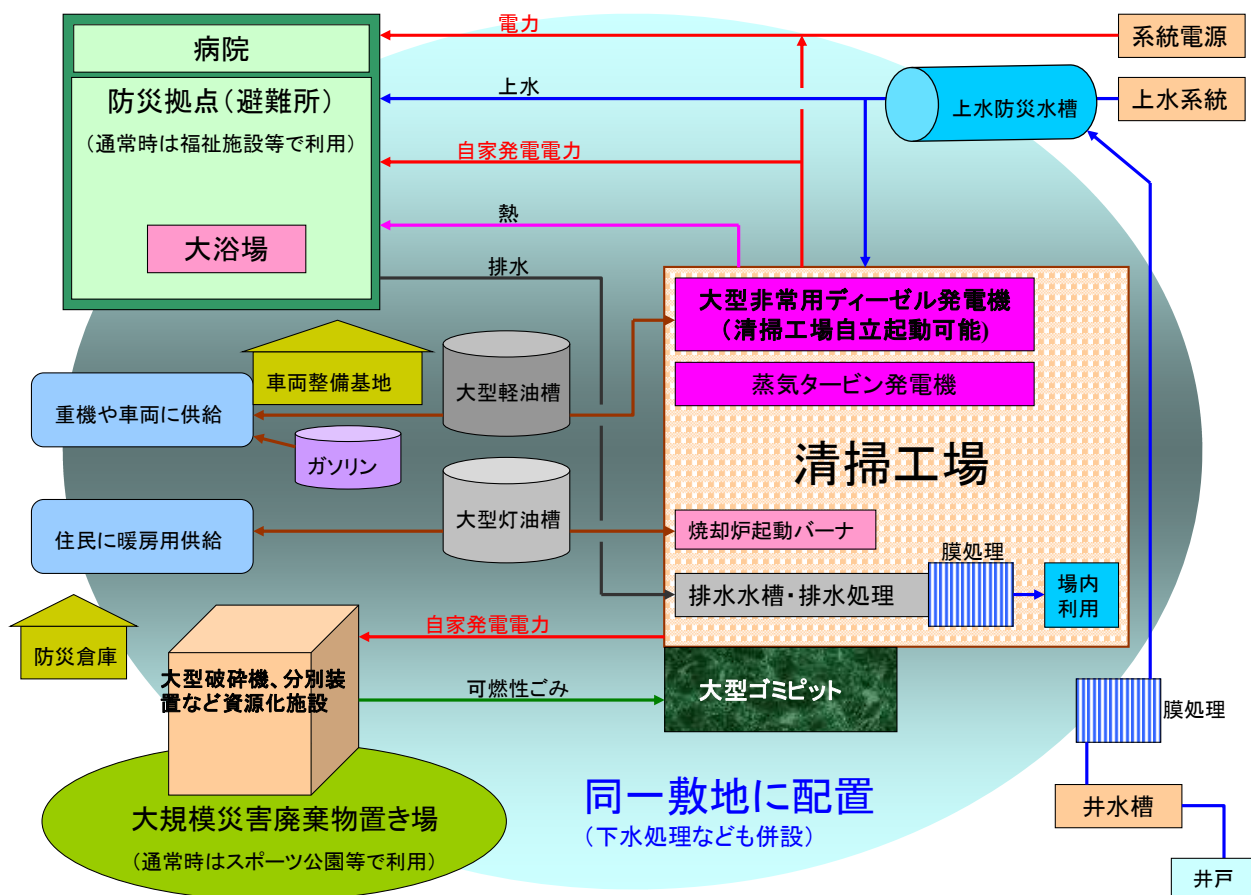 電力
系統電源
病院
防災拠点(避難所)
(通常時は福祉施設等で利用)
上水
上水防災水槽
上水系統
自家発電電力
熱
大浴場
排水
大型非常用ディーゼル発電機
(清掃工場自立起動可能)
蒸気タービン発電機
車両整備基地
大型軽油槽
重機や車両に供給
ガソリン
清掃工場
大型灯油槽
住民に暖房用供給
焼却炉起動バーナ
膜処理
排水水槽・排水処理
場内
利用
防災倉庫
自家発電電力
大型破砕機、分別装
置など資源化施設
可燃性ごみ
大型ゴミピット
膜処理
同一敷地に配置
(下水処理なども併設)
井水槽
大規模災害廃棄物置き場
(通常時はスポーツ公園等で利用)
井戸